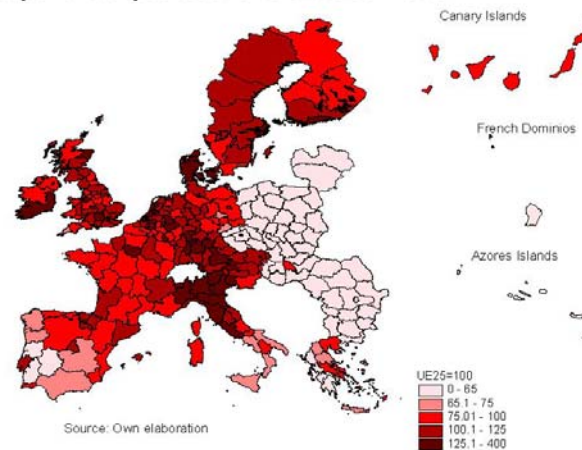 Canary Islands
French Dominios
Azores Islands
UE25=100
0 - 65
65.1 - 75
75.01 - 100
100.1 - 125
125.1 - 400
Source: Own elaboration